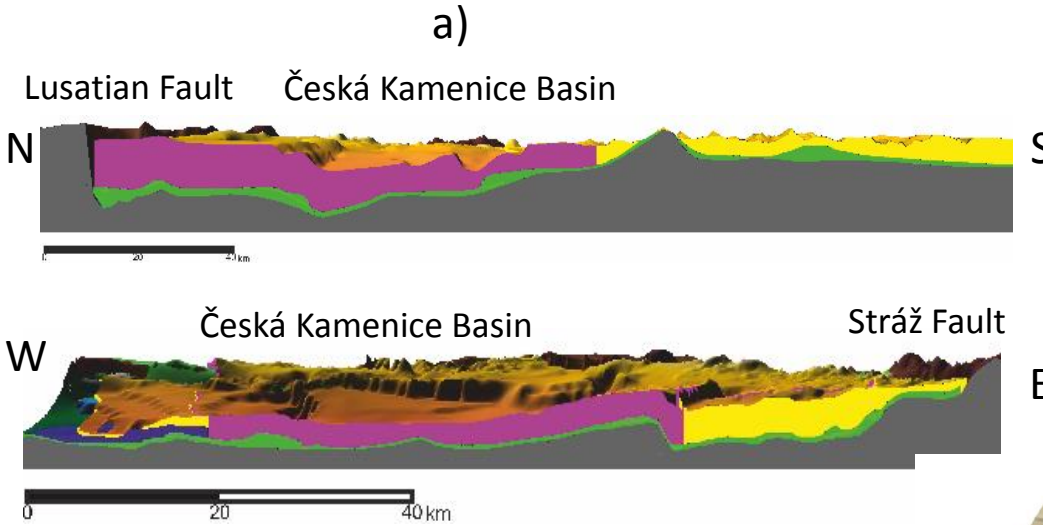 a)
Lusatian Fault Česká Kamenice Basin
N S
0 20 40 km
Česká Kamenice Basin Stráž Fault
W E
0 20 40 km